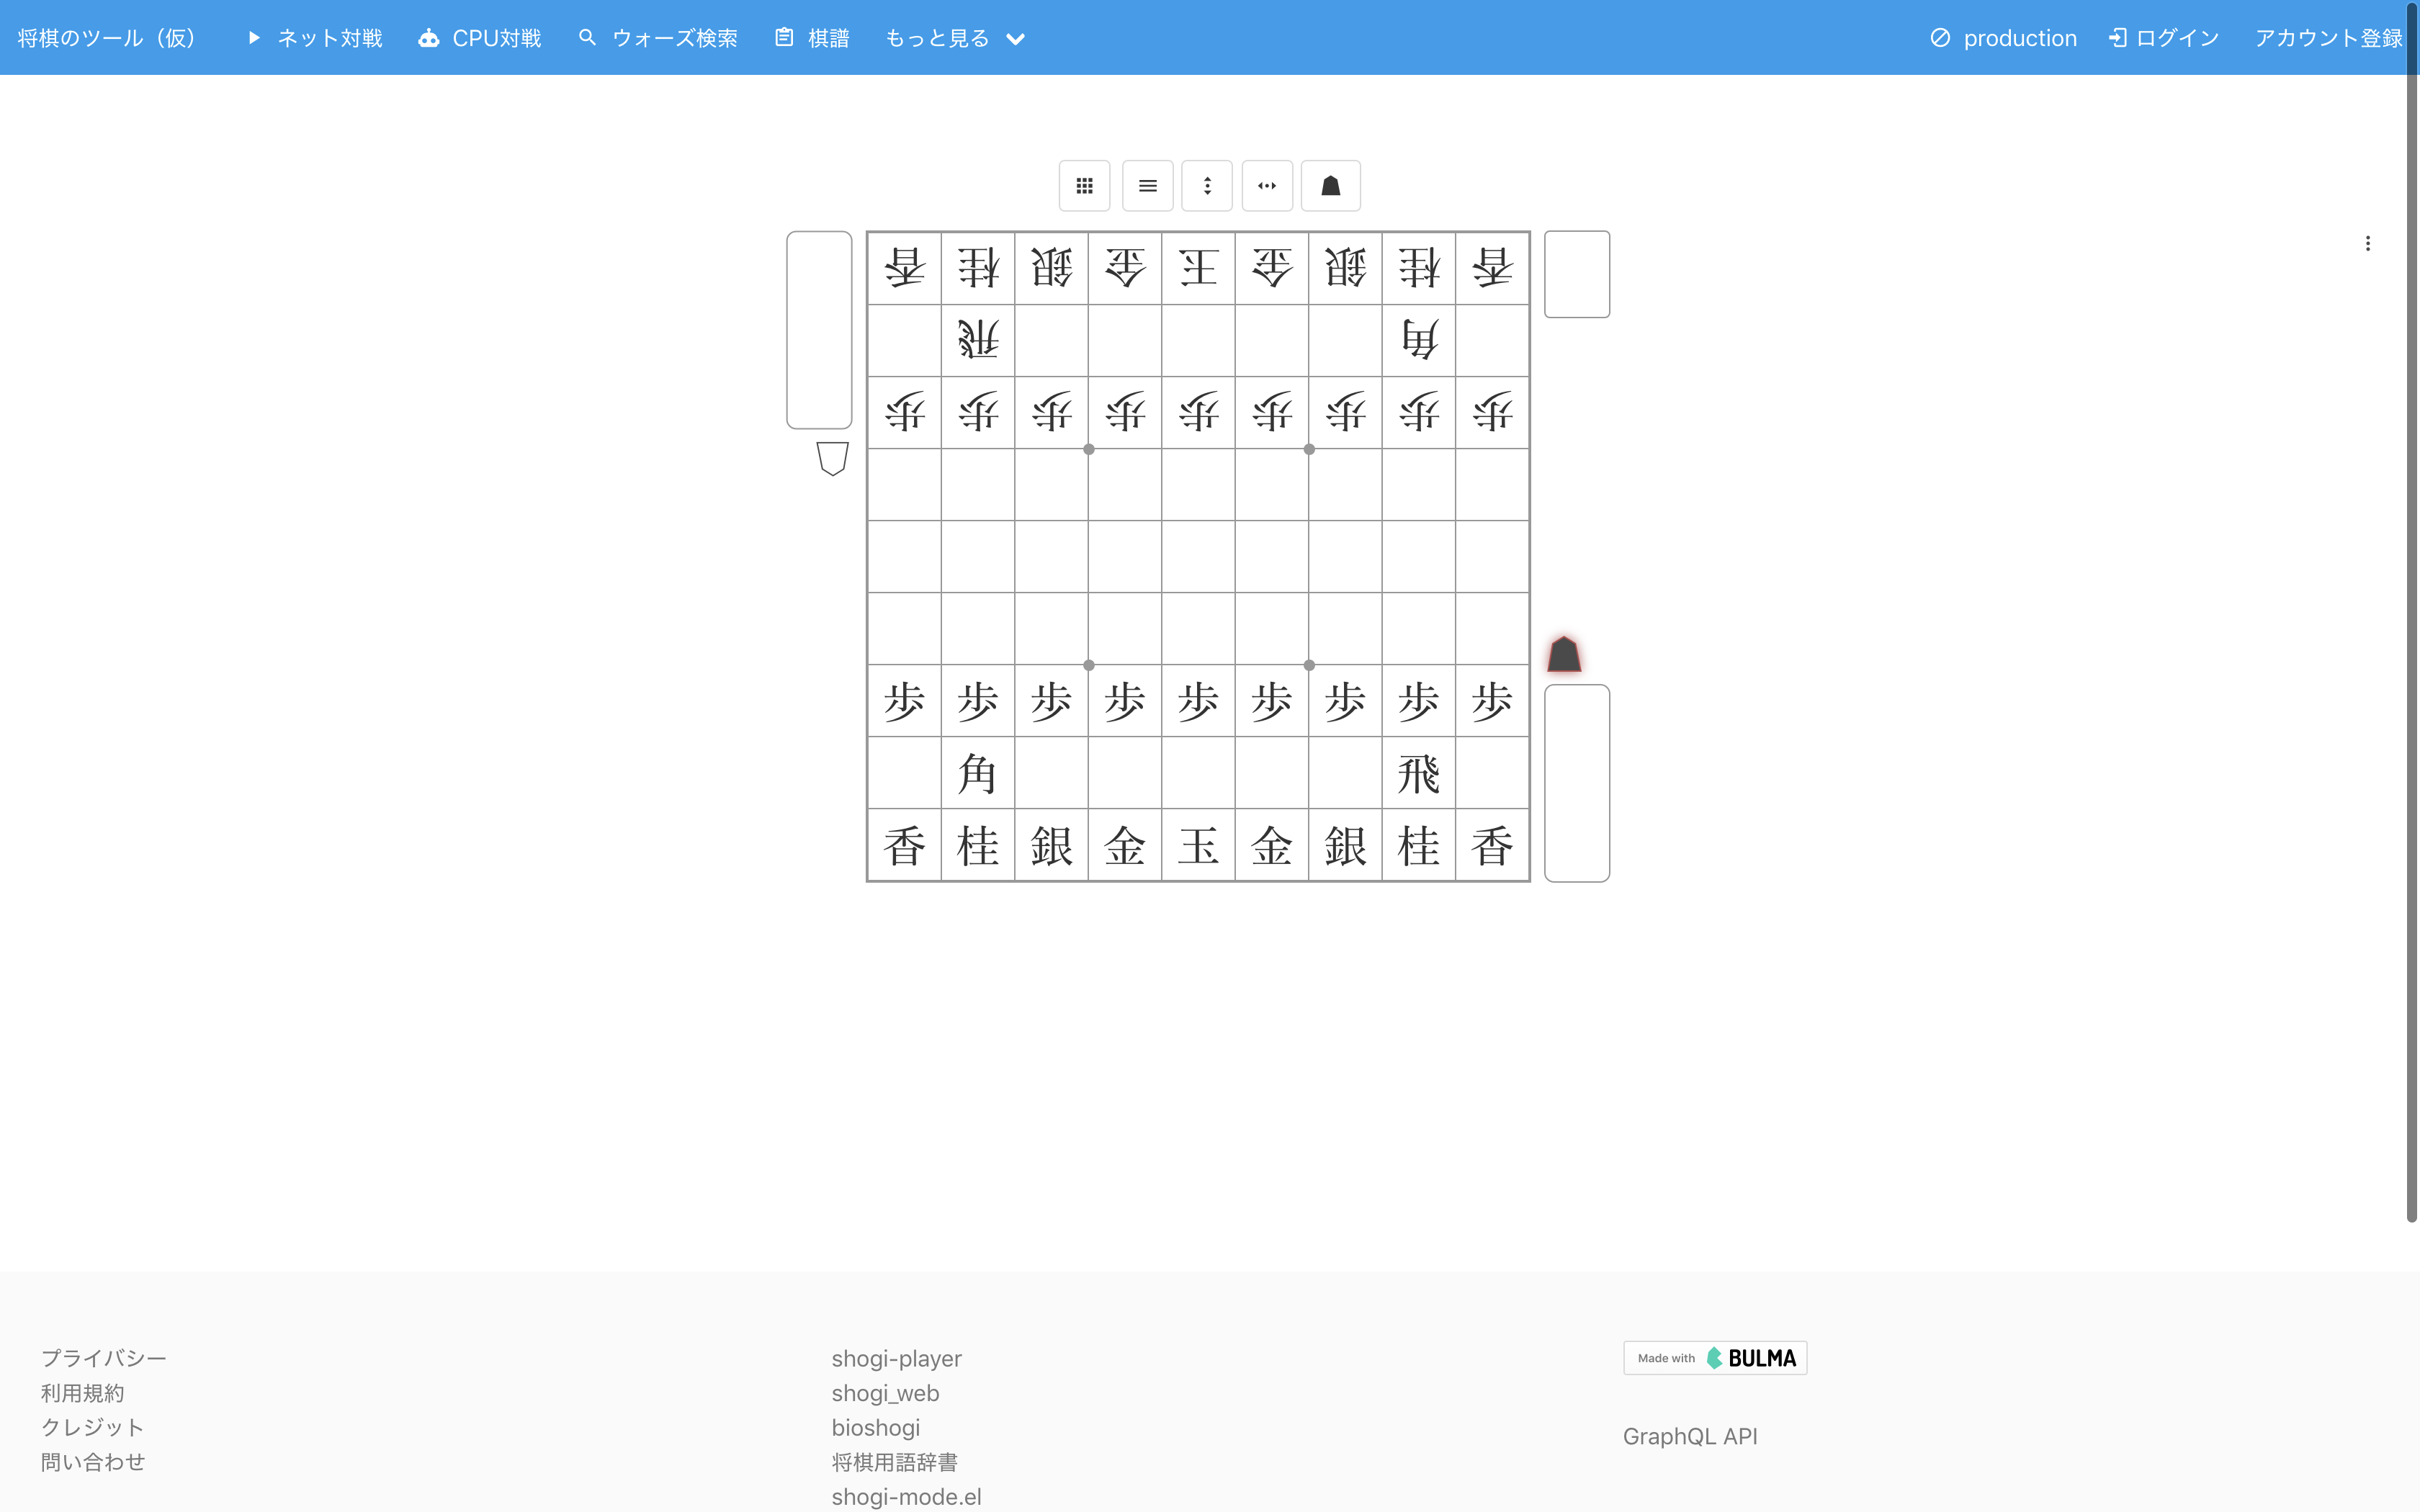 将棋のツール（仮） ネット対戦 CPU対戦 ウォーズ検索 棋譜 もっと見る production ログイン アカウント登録
香 桂 銀 金 王 金 銀 桂 香
飛 角
歩 歩 歩 歩 歩 歩 歩 歩 歩
歩 歩 歩 歩 歩 歩 歩 歩 歩
角 飛
香 桂 銀 金 玉 金 銀 桂 香
プライバシー
利用規約
クレジット
問い合わせ
shogi-player
shogi_web
bioshogi
将棋用語辞書
shogi-mode.el
Made with BULMA
GraphQL API